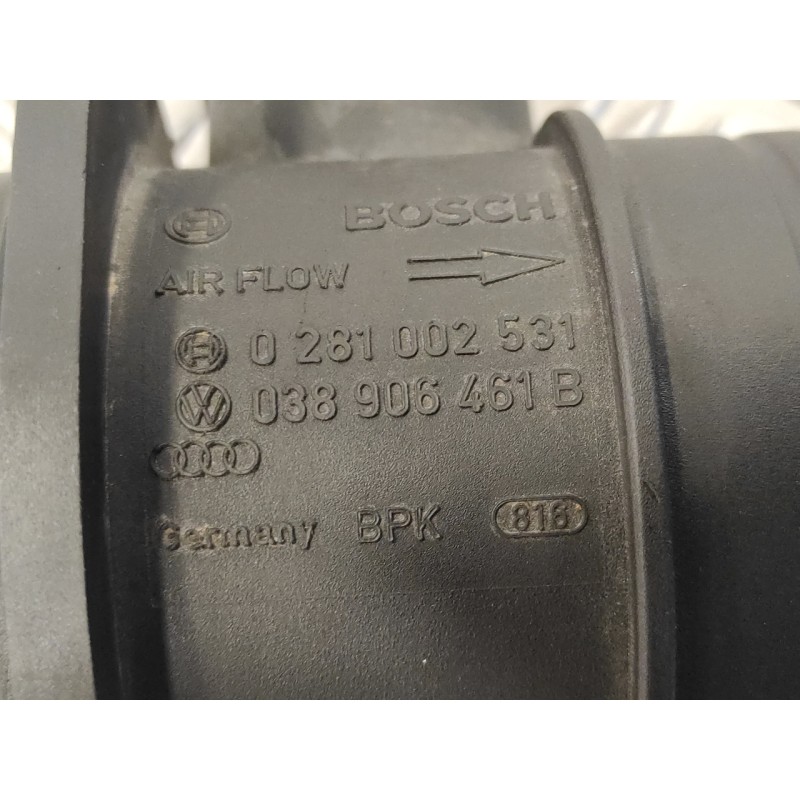 BOSCH
AIR FLOW
0 281 002 531
038 906 461 B
Germany BPK 816